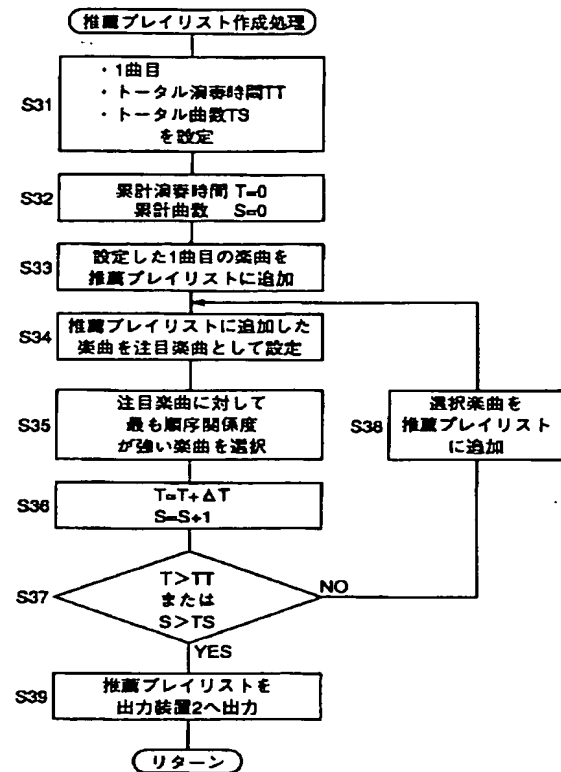 推薦プレイリスト作成処理
S31
・1曲目
・トータル演奏時間TT
・トータル曲数TS
を設定
S32
累計演奏時間 T=0
累計曲数 S=0
S33
設定した1曲目の楽曲を
推薦プレイリストに追加
S34
推薦プレイリストに追加した
楽曲を注目楽曲として設定
S35
注目楽曲に対して
最も順序関係度
が強い楽曲を選択
S38
選択楽曲を
推薦プレイリスト
に追加
S36
T=T+ΔT
S=S+1
S37
T>TT
または
S>TS
NO
YES
S39
推薦プレイリストを
出力装置2へ出力
リターン